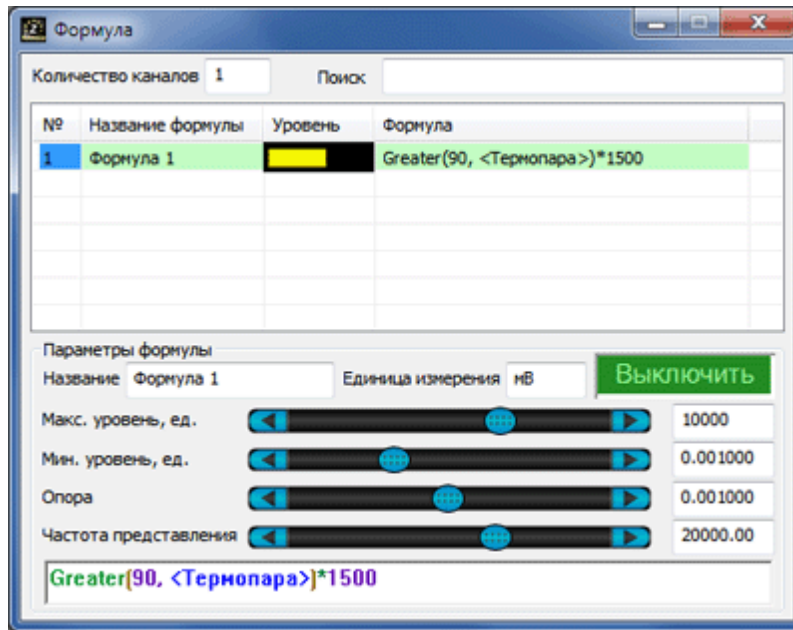 Формула
Количество каналов 1 Поиск
№ Название формулы Уровень Формула
1 Формула 1 Greater(90, <Термопара>)*1500
Параметры формулы
Название Формула 1 Единица измерения мВ Выключить
Макс. уровень, ед. 10000
Мин. уровень, ед. 0.001000
Опора 0.001000
Частота представления 20000.00
Greater(90, <Термопара>)*1500